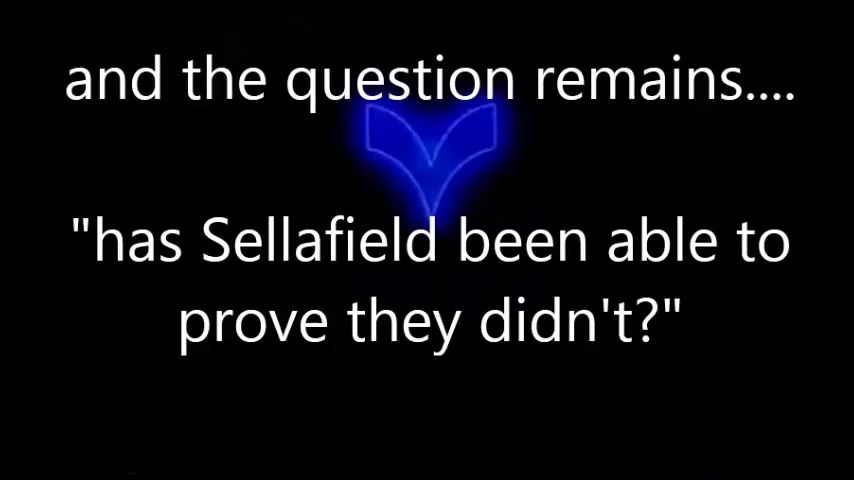 and the question remains....
"has Sellafield been able to
prove they didn't?"